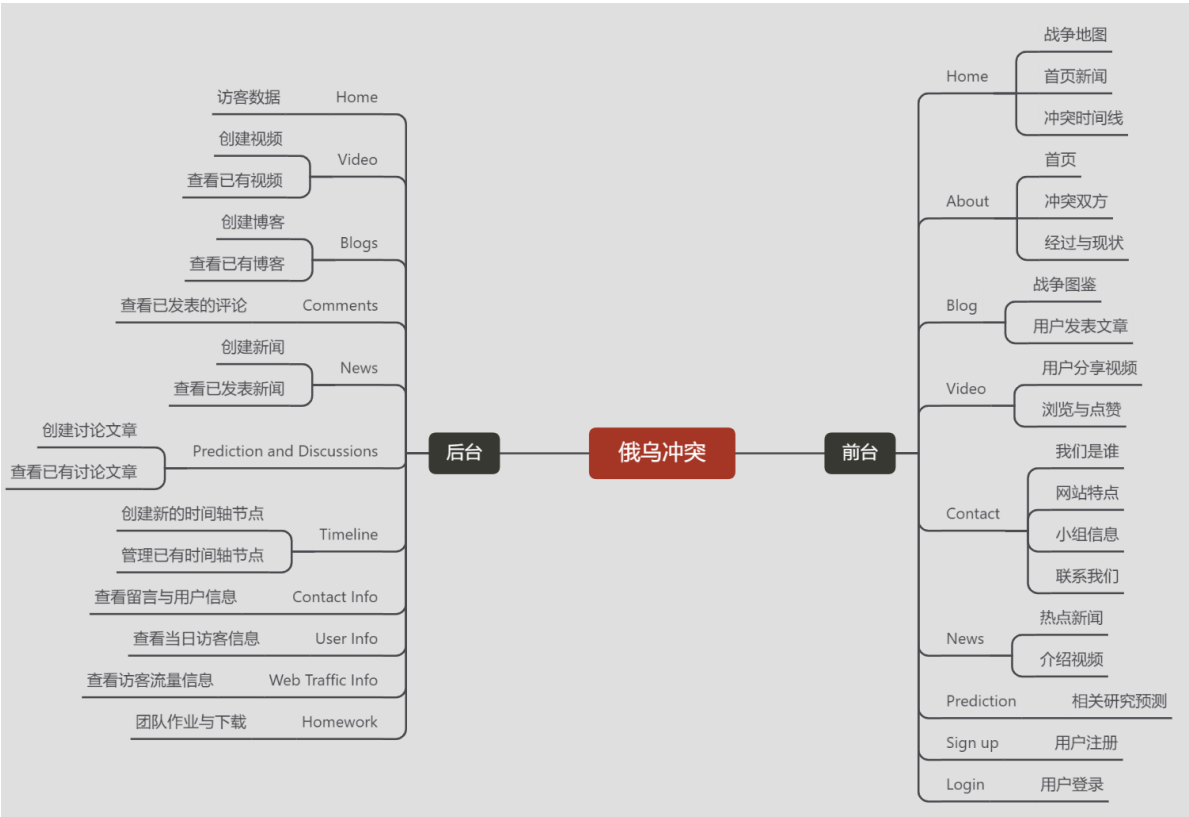 俄乌冲突
后台
Home
访客数据
Video
创建视频
查看已有视频
Blogs
创建博客
查看已有博客
Comments
查看已发表的评论
News
创建新闻
查看已发表新闻
Prediction and Discussions
创建讨论文章
查看已有讨论文章
Timeline
创建新的时间轴节点
管理已有时间轴节点
Contact Info
查看留言与用户信息
User Info
查看当日访客信息
Web Traffic Info
查看访客流量信息
Homework
团队作业与下载
前台
Home
战争地图
首页新闻
冲突时间线
About
首页
冲突双方
经过与现状
Blog
战争图鉴
用户发表文章
Video
用户分享视频
浏览与点赞
Contact
我们是谁
网站特点
小组信息
联系我们
News
热点新闻
介绍视频
Prediction
相关研究预测
Sign up
用户注册
Login
用户登录